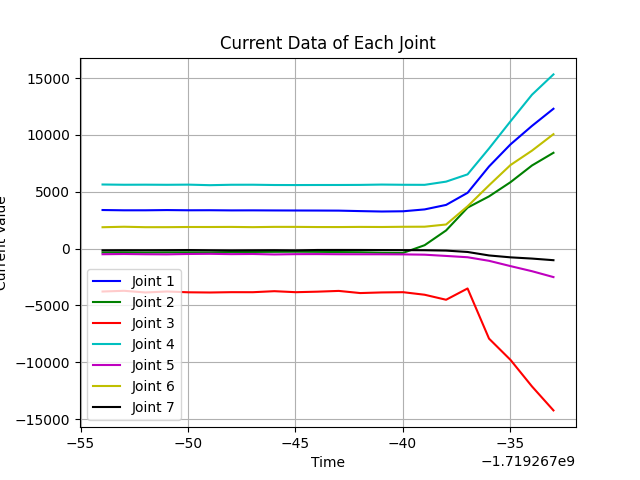 Current Data of Each Joint
15000
10000
5000
0
−5000
−10000
−15000
Current Value
Joint 1
Joint 2
Joint 3
Joint 4
Joint 5
Joint 6
Joint 7
−55
−50
−45
−40
−35
Time
−1.719267e9